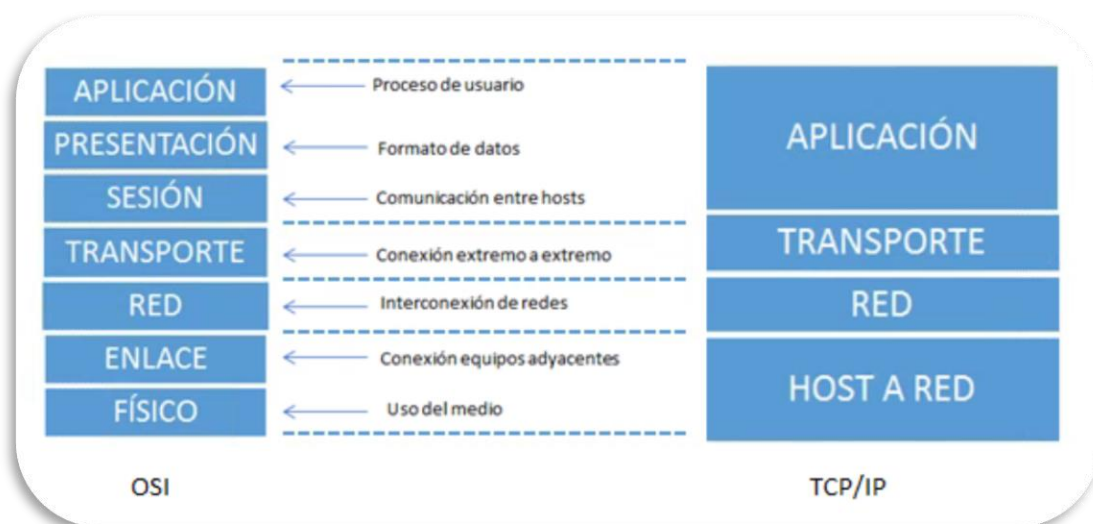 APLICACIÓN
PRESENTACIÓN
SESIÓN
TRANSPORTE
RED
ENLACE
FÍSICO
OSI
Proceso de usuario
Formato de datos
Comunicación entre hosts
Conexión extremo a extremo
Interconexión de redes
Conexión equipos adyacentes
Uso del medio
APLICACIÓN
TRANSPORTE
RED
HOST A RED
TCP/IP